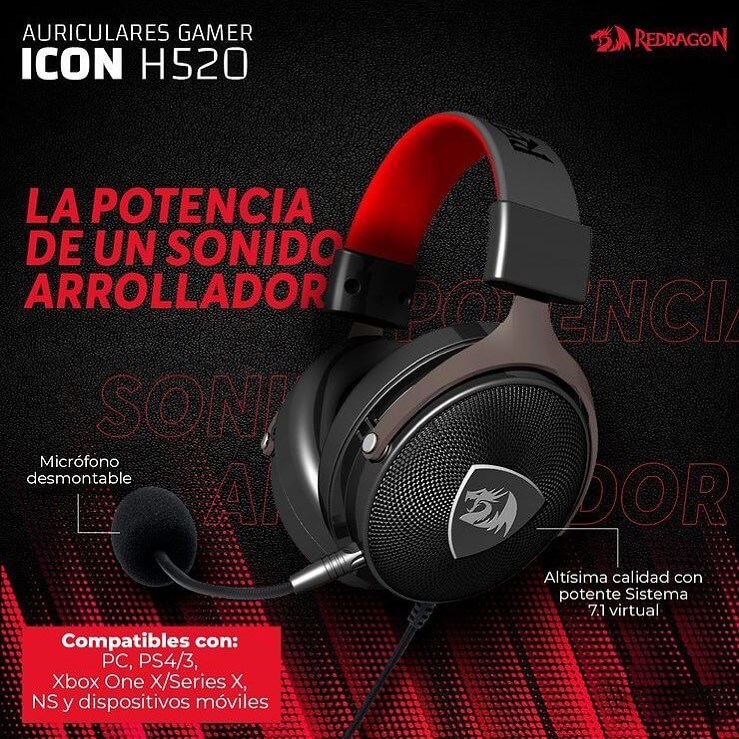 AURICULARES GAMER
ICON H520
REDRAGON
LA POTENCIA
DE UN SONIDO
ARROLLADOR
POTENCIA
Micrófono
desmontable
Altísima calidad con
potente Sistema
7.1 virtual
Compatibles con:
PC, PS4/3,
Xbox One X/Series X,
NS y dispositivos móviles